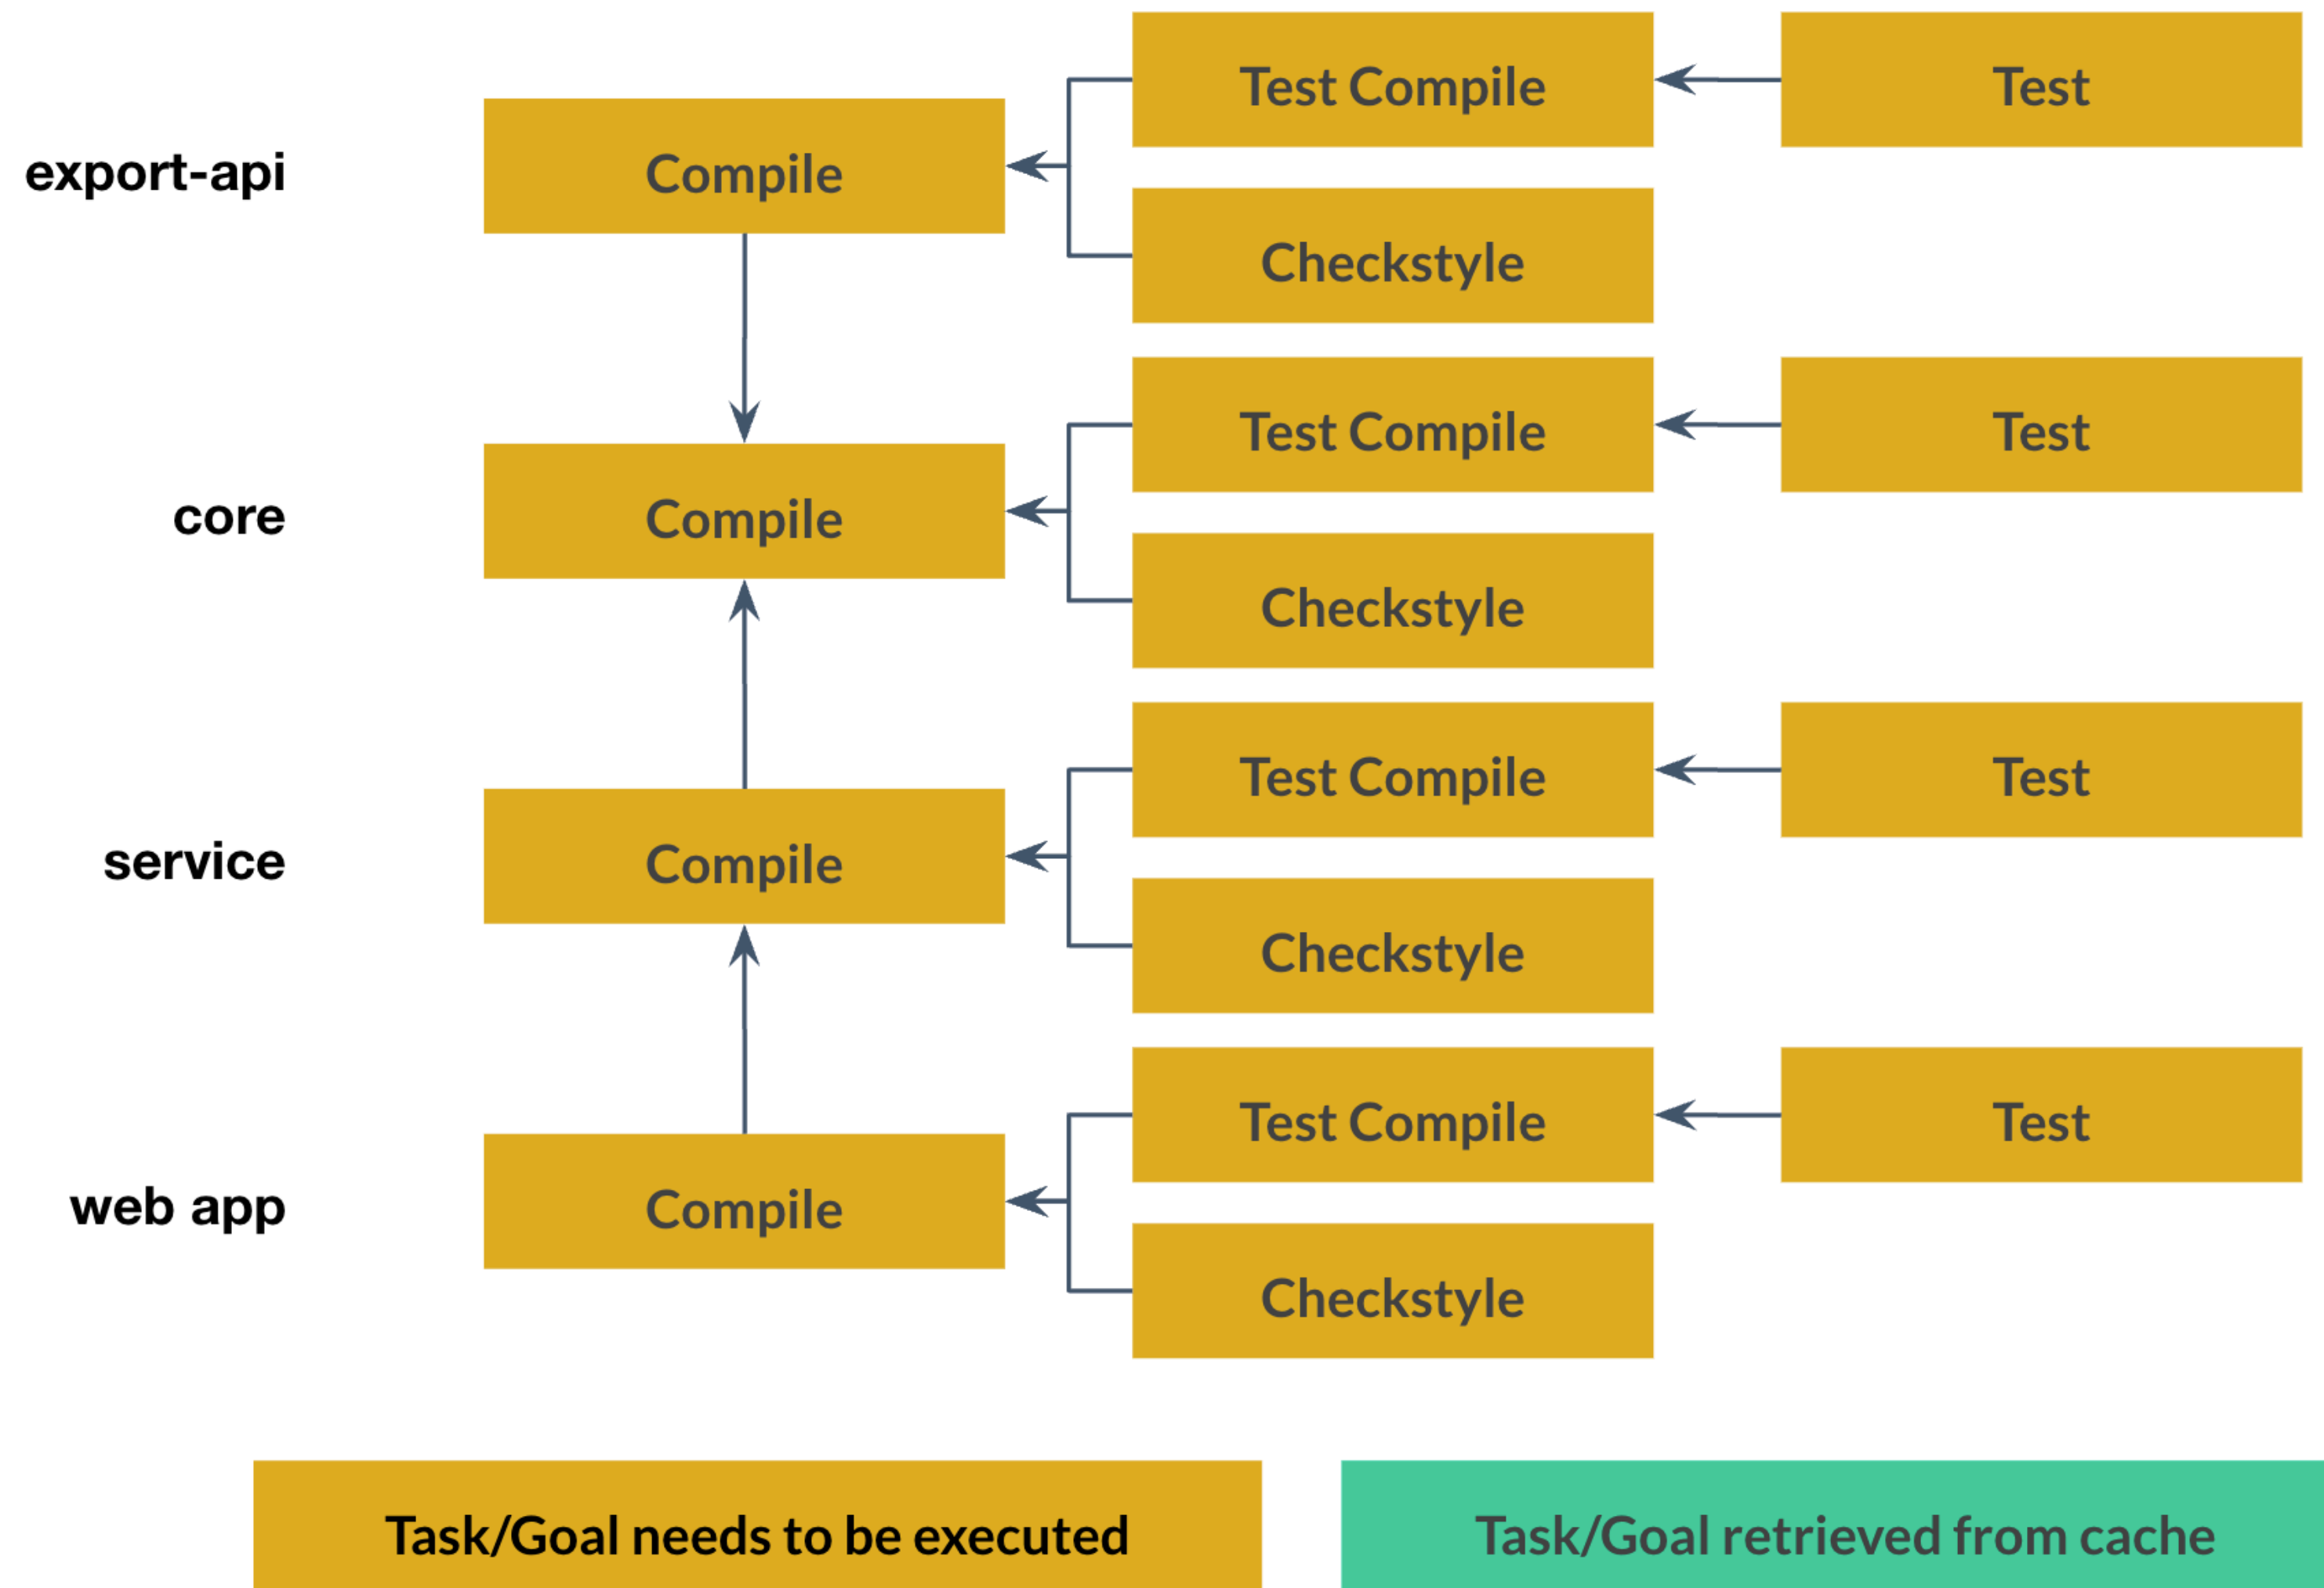 export-api
Compile
Test Compile
Test
Checkstyle
core
Compile
Test Compile
Test
Checkstyle
service
Compile
Test Compile
Test
Checkstyle
web app
Compile
Test Compile
Test
Checkstyle
Task/Goal needs to be executed
Task/Goal retrieved from cache